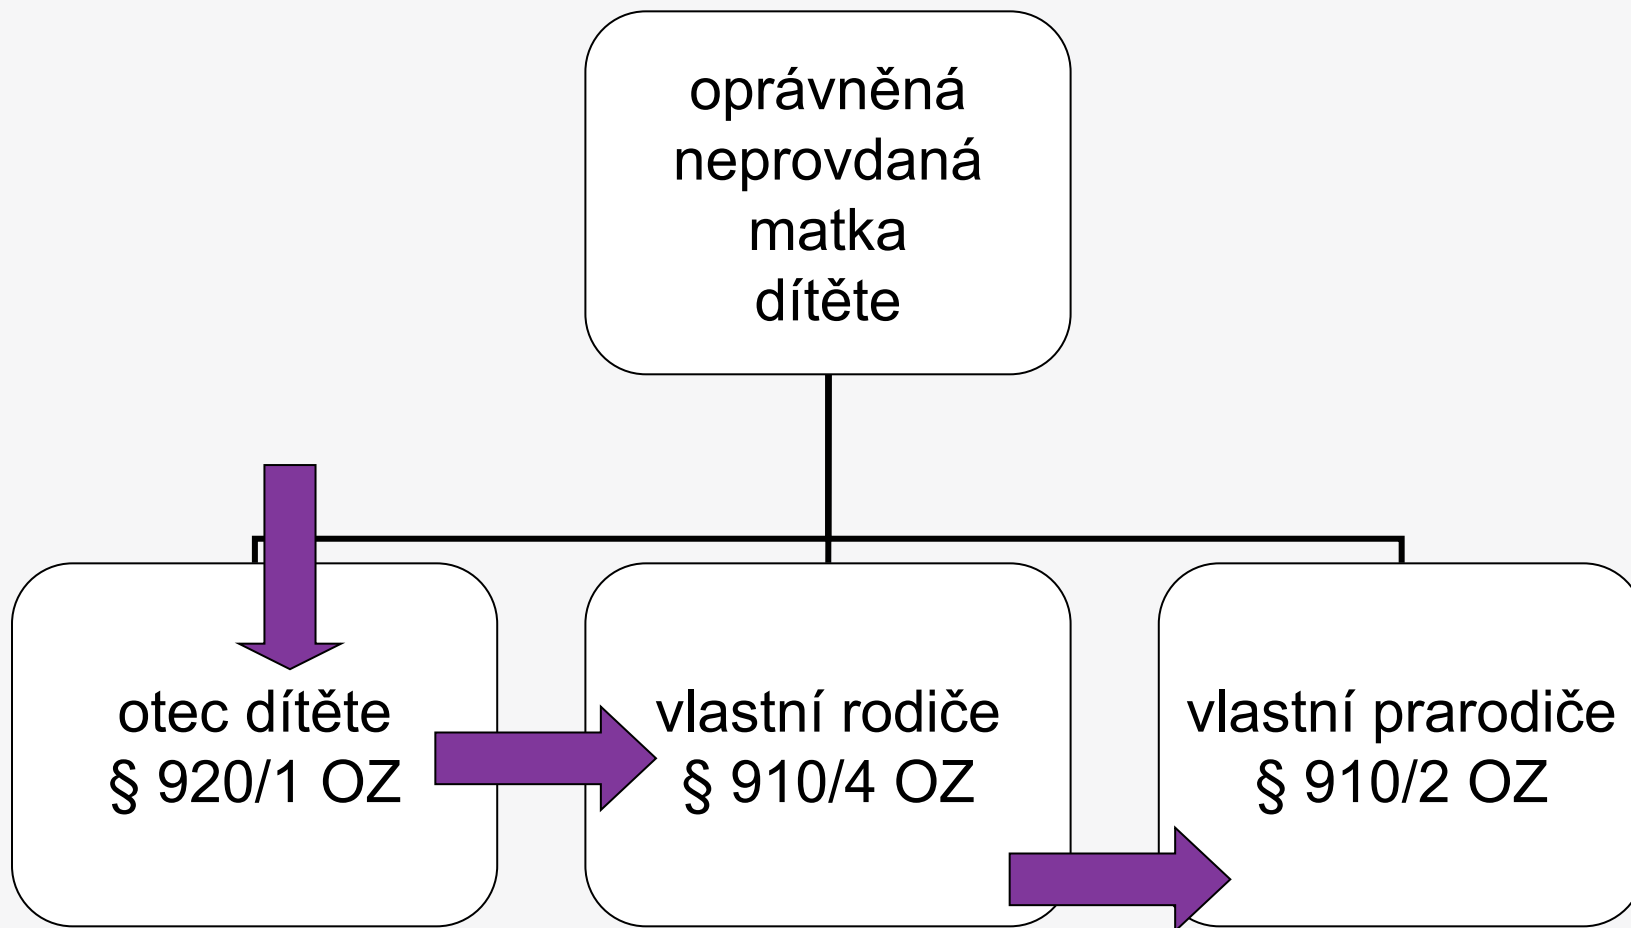 oprávněná
neprovdaná
matka
dítěte
otec dítěte
§ 920/1 OZ
vlastní rodiče
§ 910/4 OZ
vlastní prarodiče
§ 910/2 OZ